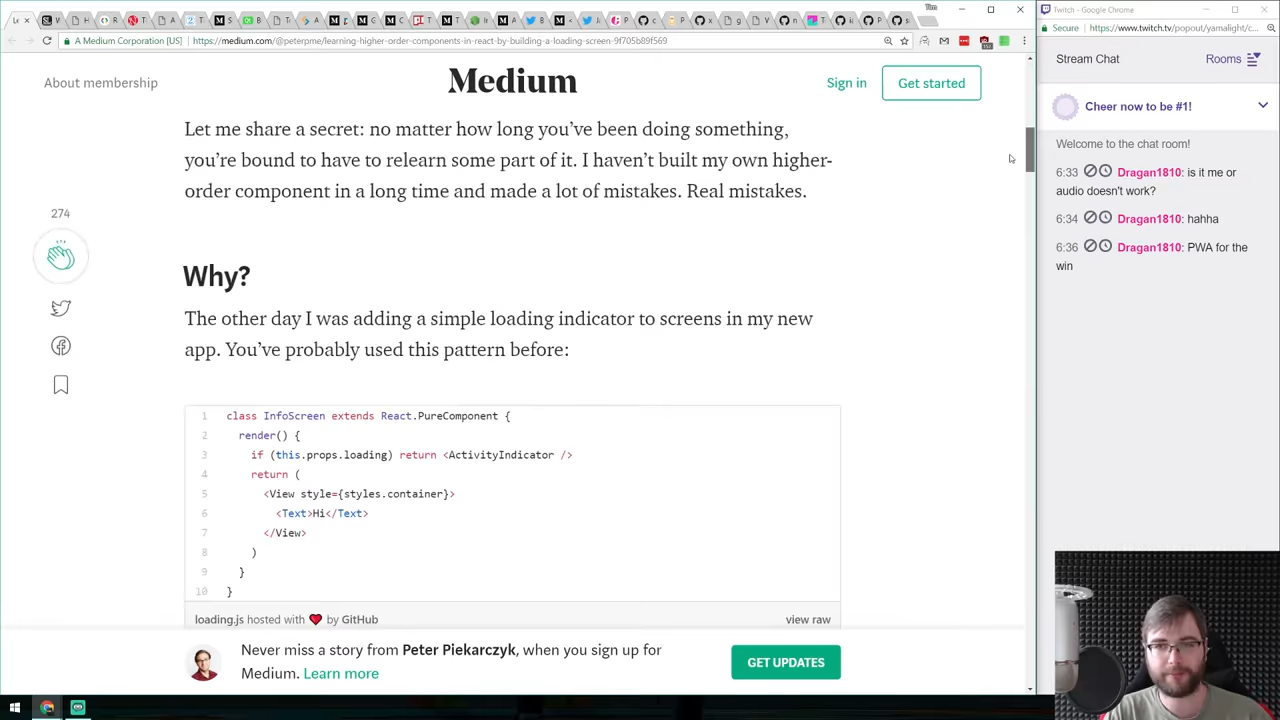 Tim
A Medium Corporation [US]
https://medium.com/@peterpme/learning-higher-order-components-in-react-by-building-a-loading-screen-9f705b89f569
About membership
Medium
Sign in
Get started
Let me share a secret: no matter how long you've been doing something,
you're bound to have to relearn some part of it. I haven't built my own higher-
order component in a long time and made a lot of mistakes. Real mistakes.
274
Why?
The other day I was adding a simple loading indicator to screens in my new
app. You've probably used this pattern before:
1 class InfoScreen extends React.PureComponent {
2 render() {
3 if (this.props.loading) return <ActivityIndicator />
4 return (
5 <View style={styles.container}>
6 <Text>Hi</Text>
7 </View>
8 )
9 }
10 }
loading.js hosted with ❤ by GitHub
view raw
Never miss a story from Peter Piekarczyk, when you sign up for
Medium. Learn more
GET UPDATES
Twitch - Google Chrome
Secure
https://www.twitch.tv/popout/yamalight/c...
Stream Chat
Rooms
Cheer now to be #1!
Welcome to the chat room!
6:33 Dragan1810: is it me or
audio doesn't work?
6:34 Dragan1810: hahha
6:36 Dragan1810: PWA for the
win